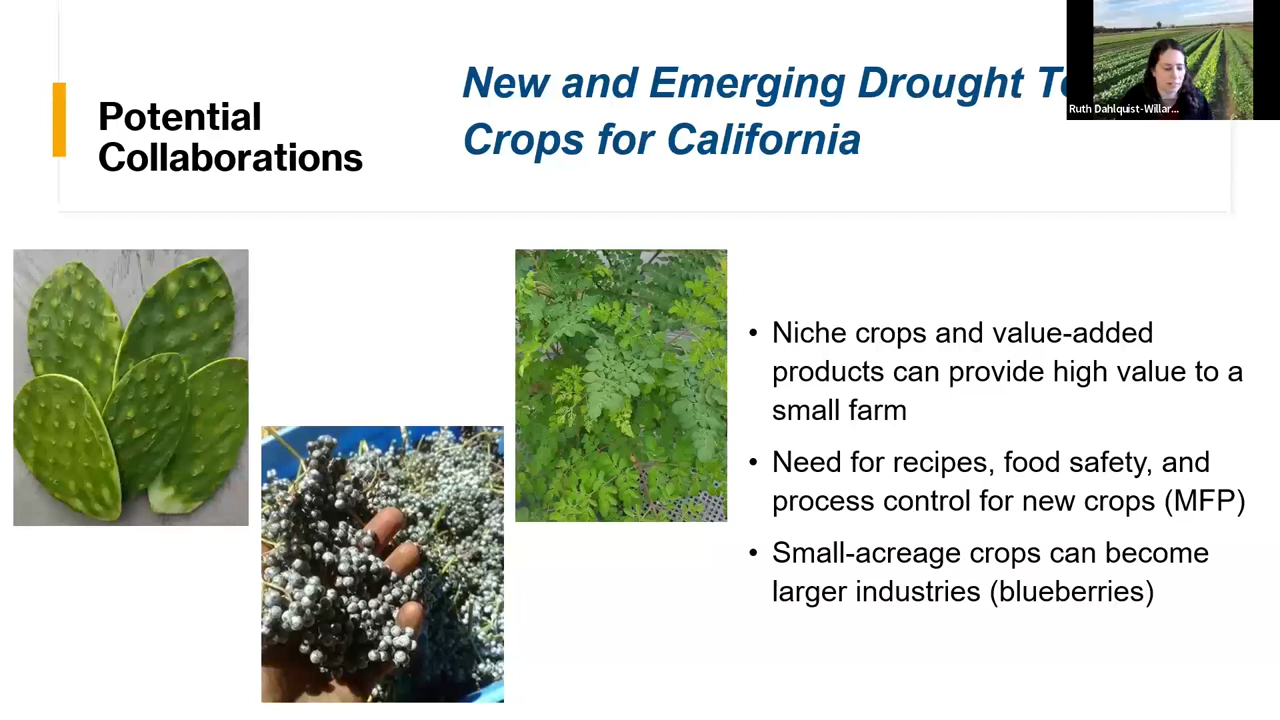 Potential
Collaborations
New and Emerging Drought
Crops for California
Ruth Dahlquist-Willar...
• Niche crops and value-added
products can provide high value to a
small farm
• Need for recipes, food safety, and
process control for new crops (MFP)
• Small-acreage crops can become
larger industries (blueberries)